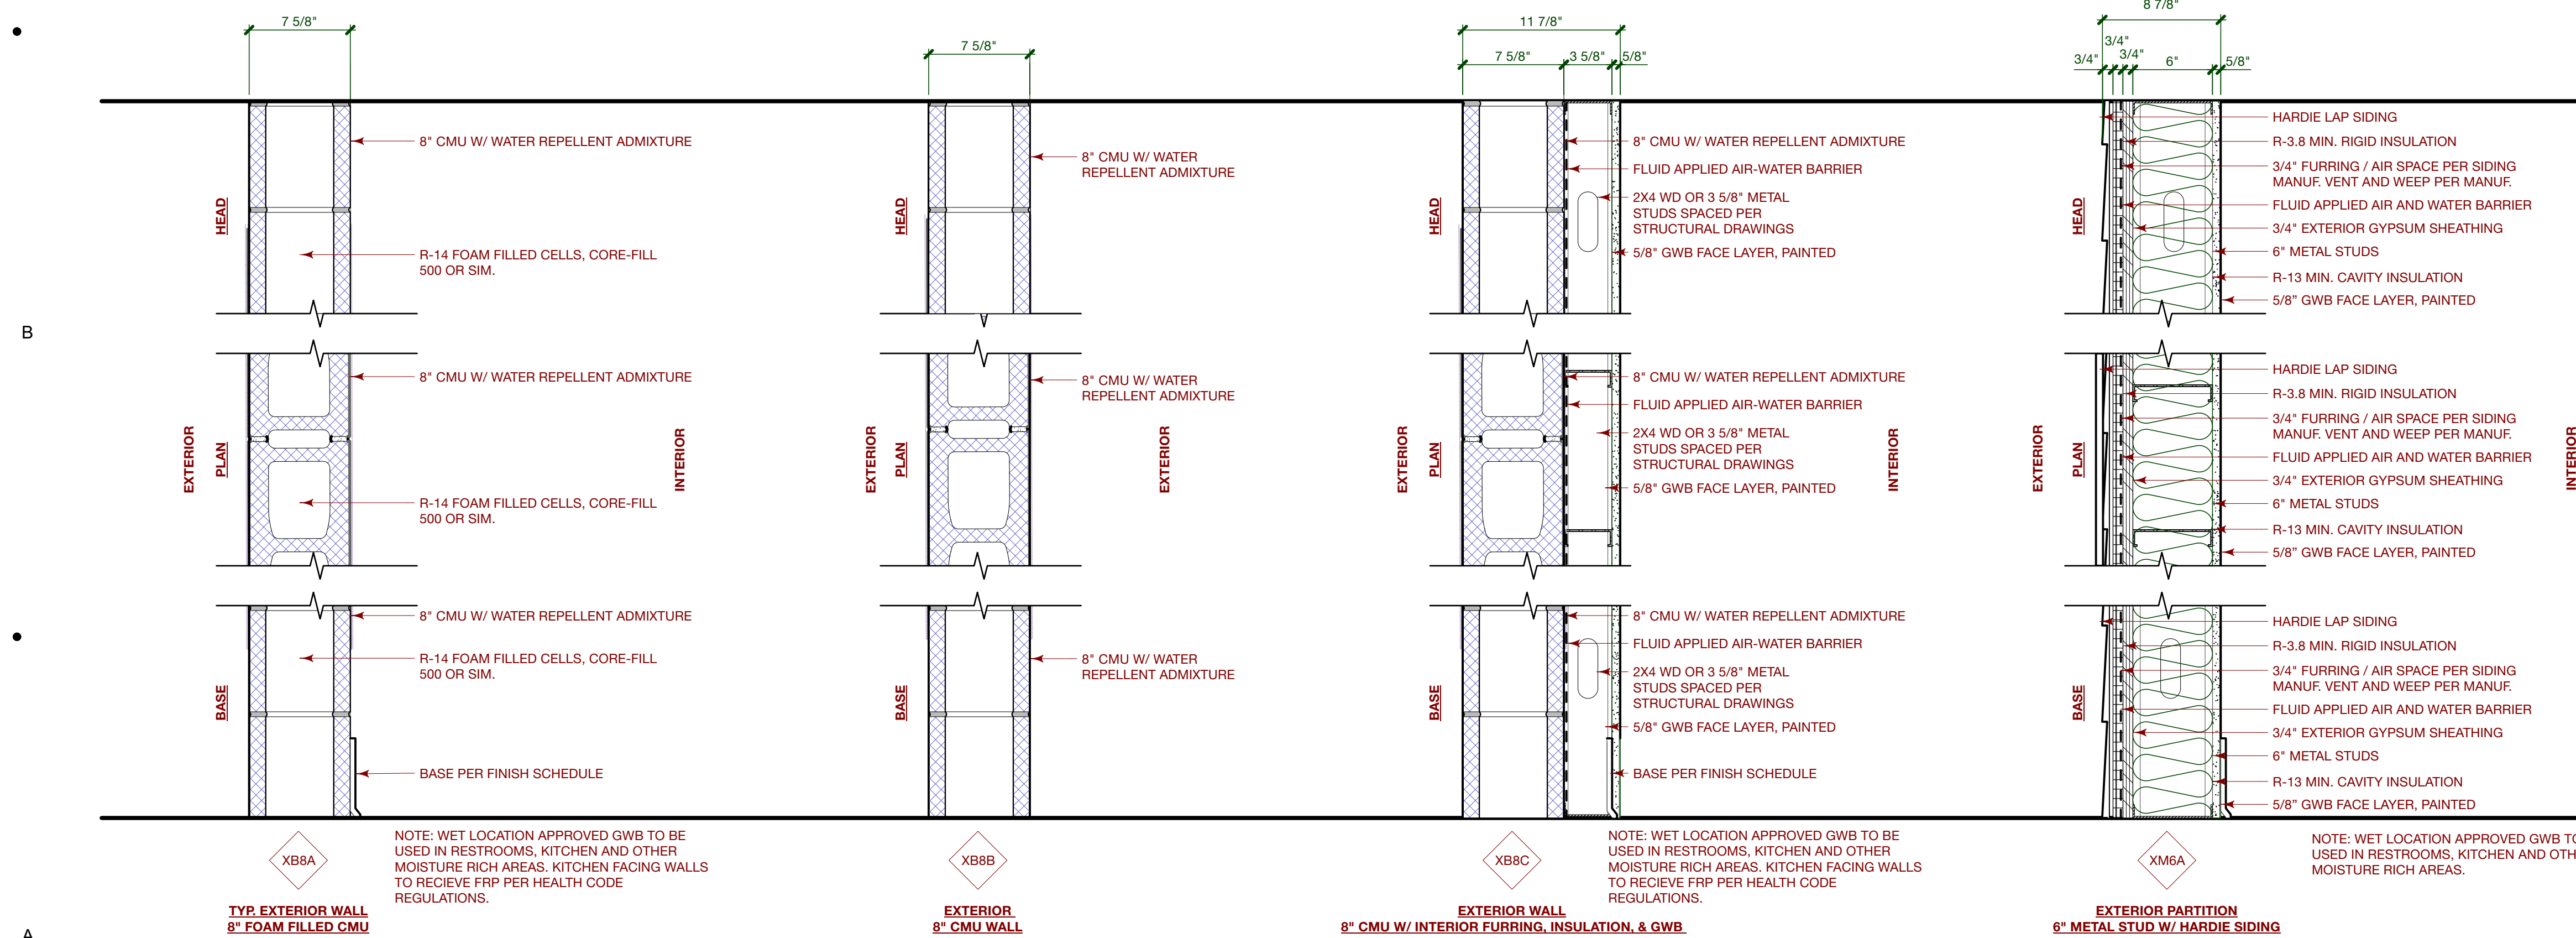 7 5/8"
8" CMU W/ WATER REPELLENT ADMIXTURE
HEAD
R-14 FOAM FILLED CELLS, CORE-FILL
500 OR SIM.
8" CMU W/ WATER REPELLENT ADMIXTURE
EXTERIOR
PLAN
INTERIOR
R-14 FOAM FILLED CELLS, CORE-FILL
500 OR SIM.
8" CMU W/ WATER REPELLENT ADMIXTURE
R-14 FOAM FILLED CELLS, CORE-FILL
500 OR SIM.
BASE
BASE PER FINISH SCHEDULE
XB8A
NOTE: WET LOCATION APPROVED GWB TO BE
USED IN RESTROOMS, KITCHEN AND OTHER
MOISTURE RICH AREAS. KITCHEN FACING WALLS
TO RECIEVE FRP PER HEALTH CODE
REGULATIONS.
TYP. EXTERIOR WALL
8" FOAM FILLED CMU
7 5/8"
8" CMU W/ WATER
REPELLENT ADMIXTURE
HEAD
8" CMU W/ WATER
REPELLENT ADMIXTURE
EXTERIOR
PLAN
EXTERIOR
8" CMU W/ WATER
REPELLENT ADMIXTURE
BASE
XB8B
EXTERIOR
8" CMU WALL
11 7/8"
7 5/8"
3 5/8"
5/8"
8" CMU W/ WATER REPELLENT ADMIXTURE
FLUID APPLIED AIR-WATER BARRIER
HEAD
2X4 WD OR 3 5/8" METAL
STUDS SPACED PER
STRUCTURAL DRAWINGS
5/8" GWB FACE LAYER, PAINTED
8" CMU W/ WATER REPELLENT ADMIXTURE
FLUID APPLIED AIR-WATER BARRIER
EXTERIOR
PLAN
INTERIOR
2X4 WD OR 3 5/8" METAL
STUDS SPACED PER
STRUCTURAL DRAWINGS
5/8" GWB FACE LAYER, PAINTED
8" CMU W/ WATER REPELLENT ADMIXTURE
FLUID APPLIED AIR-WATER BARRIER
2X4 WD OR 3 5/8" METAL
STUDS SPACED PER
STRUCTURAL DRAWINGS
BASE
5/8" GWB FACE LAYER, PAINTED
BASE PER FINISH SCHEDULE
XB8C
NOTE: WET LOCATION APPROVED GWB TO BE
USED IN RESTROOMS, KITCHEN AND OTHER
MOISTURE RICH AREAS. KITCHEN FACING WALLS
TO RECIEVE FRP PER HEALTH CODE
REGULATIONS.
EXTERIOR WALL
8" CMU W/ INTERIOR FURRING, INSULATION, & GWB
8 7/8"
3/4"
3/4"
3/4"
6"
5/8"
HARDIE LAP SIDING
R-3.8 MIN. RIGID INSULATION
3/4" FURRING / AIR SPACE PER SIDING
MANUF. VENT AND WEEP PER MANUF.
HEAD
FLUID APPLIED AIR AND WATER BARRIER
3/4" EXTERIOR GYPSUM SHEATHING
6" METAL STUDS
R-13 MIN. CAVITY INSULATION
5/8” GWB FACE LAYER, PAINTED
HARDIE LAP SIDING
R-3.8 MIN. RIGID INSULATION
3/4" FURRING / AIR SPACE PER SIDING
MANUF. VENT AND WEEP PER MANUF.
EXTERIOR
PLAN
INTERIOR
FLUID APPLIED AIR AND WATER BARRIER
3/4" EXTERIOR GYPSUM SHEATHING
6" METAL STUDS
R-13 MIN. CAVITY INSULATION
5/8” GWB FACE LAYER, PAINTED
HARDIE LAP SIDING
R-3.8 MIN. RIGID INSULATION
3/4" FURRING / AIR SPACE PER SIDING
MANUF. VENT AND WEEP PER MANUF.
BASE
FLUID APPLIED AIR AND WATER BARRIER
3/4" EXTERIOR GYPSUM SHEATHING
6" METAL STUDS
R-13 MIN. CAVITY INSULATION
5/8” GWB FACE LAYER, PAINTED
XM6A
NOTE: WET LOCATION APPROVED GWB TO
USED IN RESTROOMS, KITCHEN AND OTH
MOISTURE RICH AREAS.
EXTERIOR PARTITION
6" METAL STUD W/ HARDIE SIDING
B
A